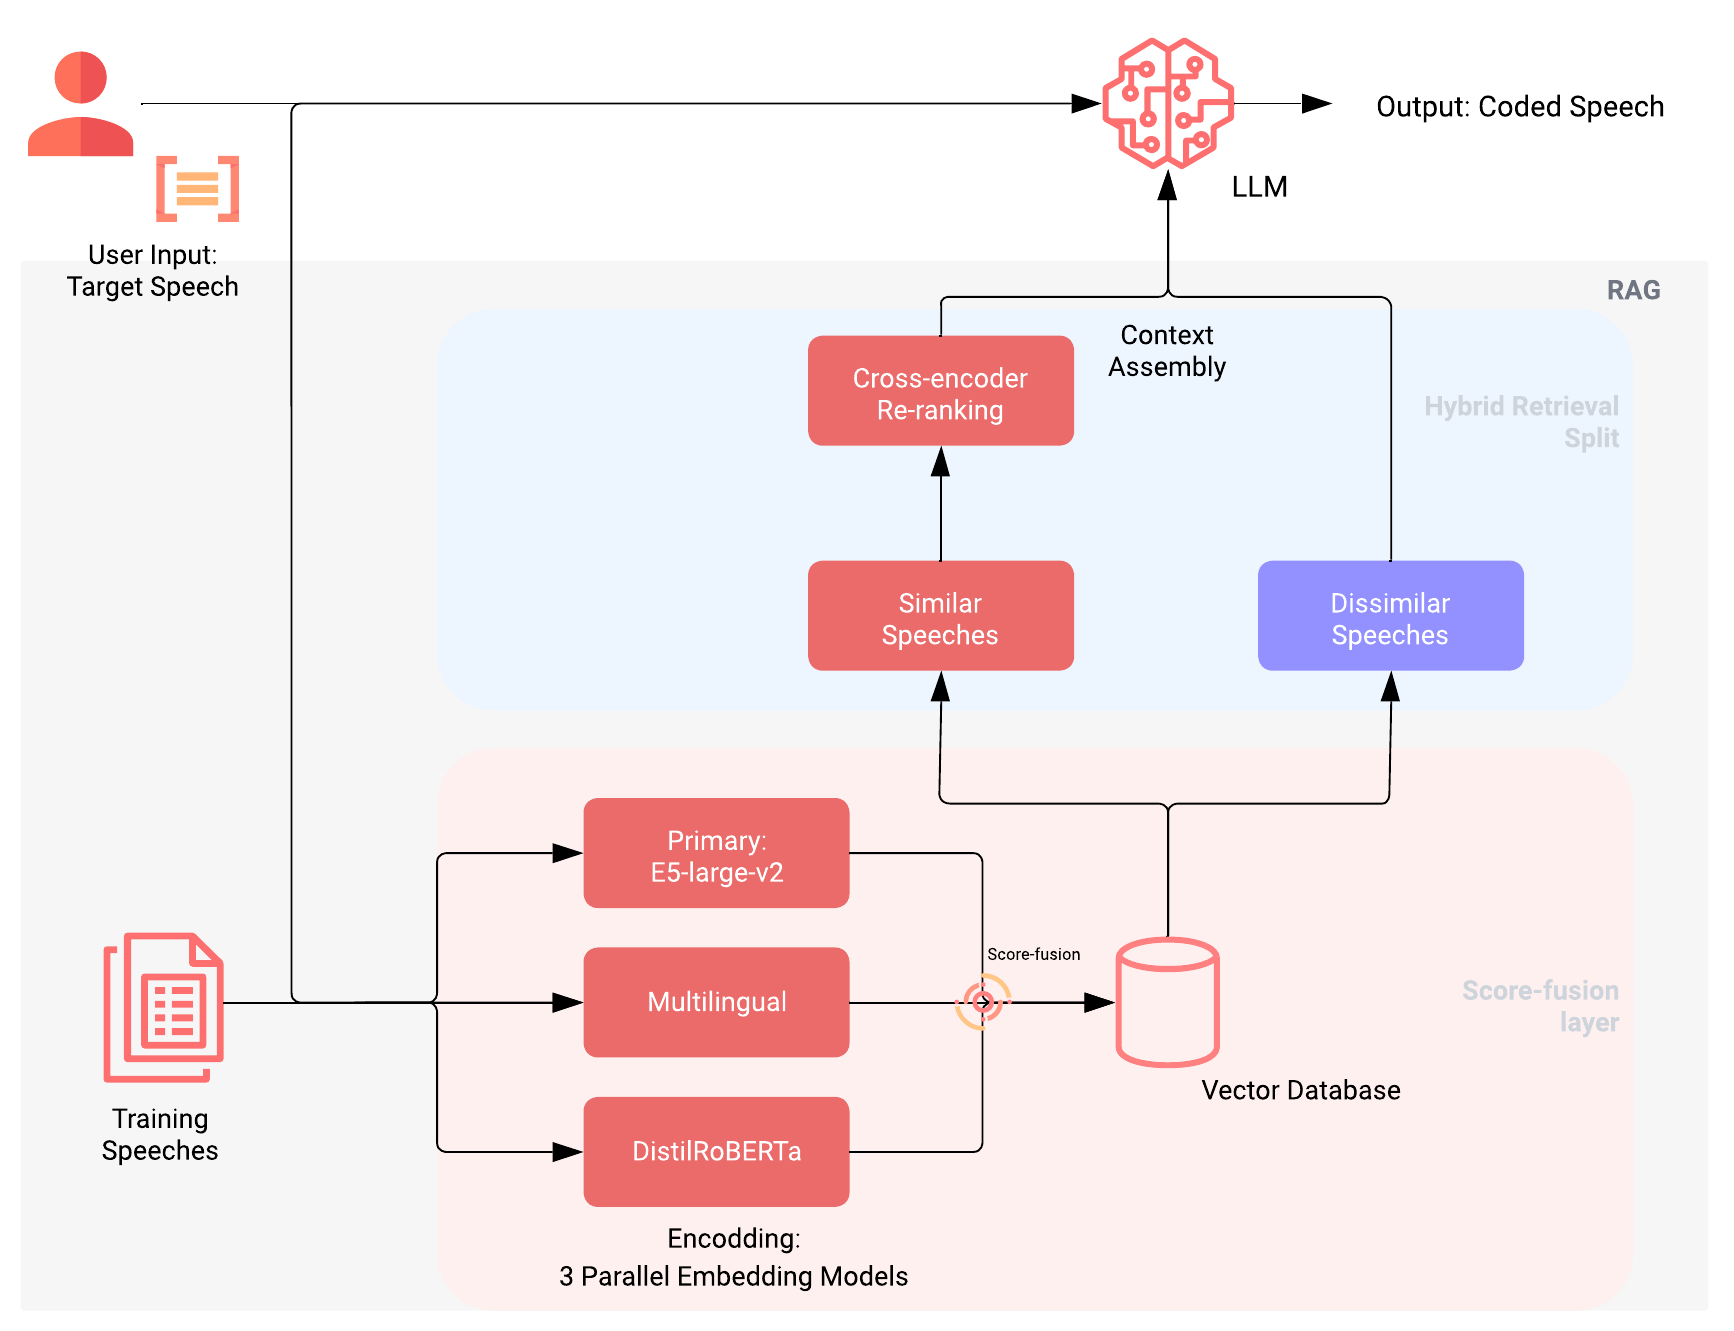 Output: Coded Speech
LLM
User Input:
Target Speech
RAG
Context
Assembly
Cross-encoder
Re-ranking
Hybrid Retrieval
Split
Similar
Speeches
Dissimilar
Speeches
Primary:
E5-large-v2
Score-fusion
Multilingual
Score-fusion
layer
Vector Database
Training
Speeches
DistilRoBERTa
Encodding:
3 Parallel Embedding Models